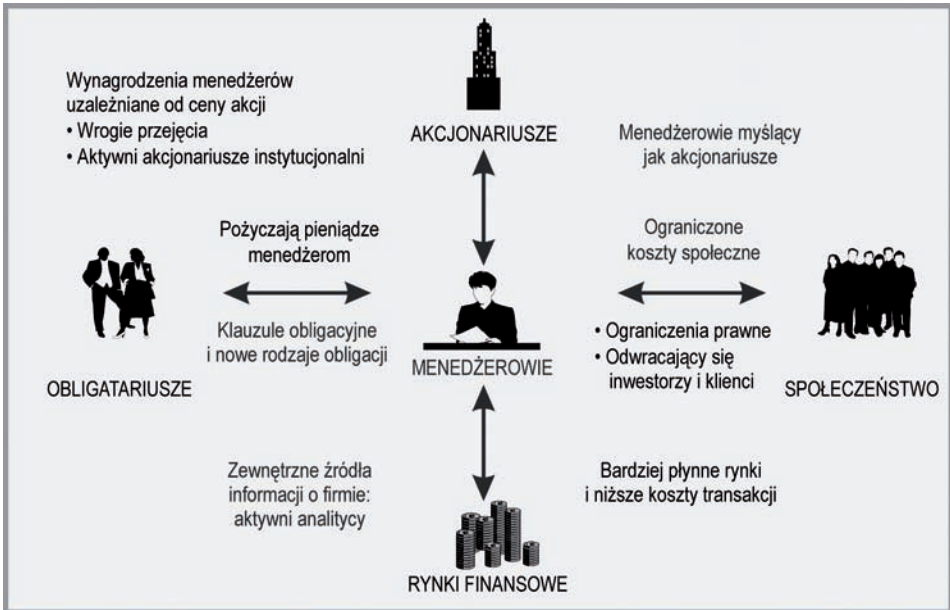 Wynagrodzenia menedżerów
uzależniane od ceny akcji
• Wrogie przejęcia
• Aktywni akcjonariusze instytucjonalni
AKCJONARIUSZE
Menedżerowie myślący
jak akcjonariusze
Pożyczają pieniądze
menedżerom
Ograniczone
koszty społeczne
Klauzule obligacyjne
i nowe rodzaje obligacji
• Ograniczenia prawne
• Odwracający się
inwestorzy i klienci
OBLIGATARIUSZE
MENEDŻEROWIE
SPOŁECZEŃSTWO
Zewnętrzne źródła
informacji o firmie:
aktywni analitycy
Bardziej płynne rynki
i niższe koszty transakcji
RYNKI FINANSOWE